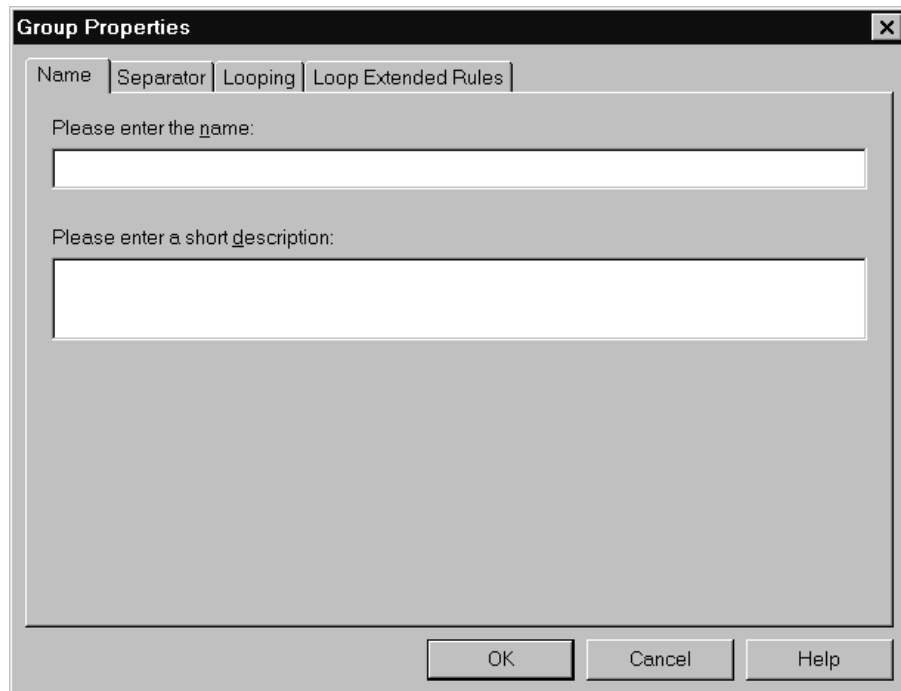 Group Properties
Name Separator Looping Loop Extended Rules
Please enter the name:
Please enter a short description:
OK Cancel Help